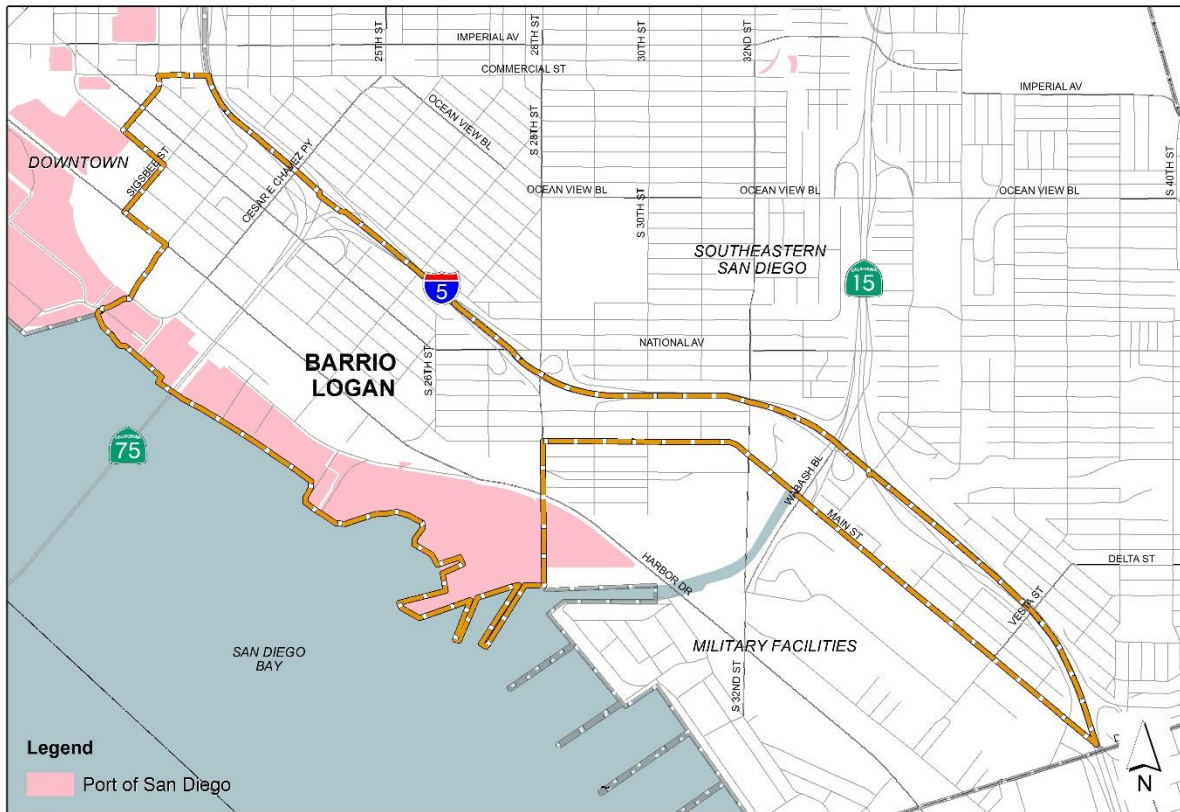 IMPERIAL AV
25TH ST
28TH ST
30TH ST
32ND ST
COMMERCIAL ST
IMPERIAL AV
OCEAN VIEW BL
S 28TH ST
S 40TH ST
DOWNTOWN
SIGSBEE ST
CESAR E CHAVEZ PY
OCEAN VIEW BL
OCEAN VIEW BL
OCEAN VIEW BL
S 30TH ST
SOUTHEASTERN
SAN DIEGO
CALIFORNIA
15
5
NATIONAL AV
BARRIO
LOGAN
S 26TH ST
CALIFORNIA
75
WABASH BL
MAIN ST
HARBOR DR
DELTA ST
VESTA ST
SAN DIEGO
BAY
MILITARY FACILITIES
S 32ND ST
D
Legend
Port of San Diego
N